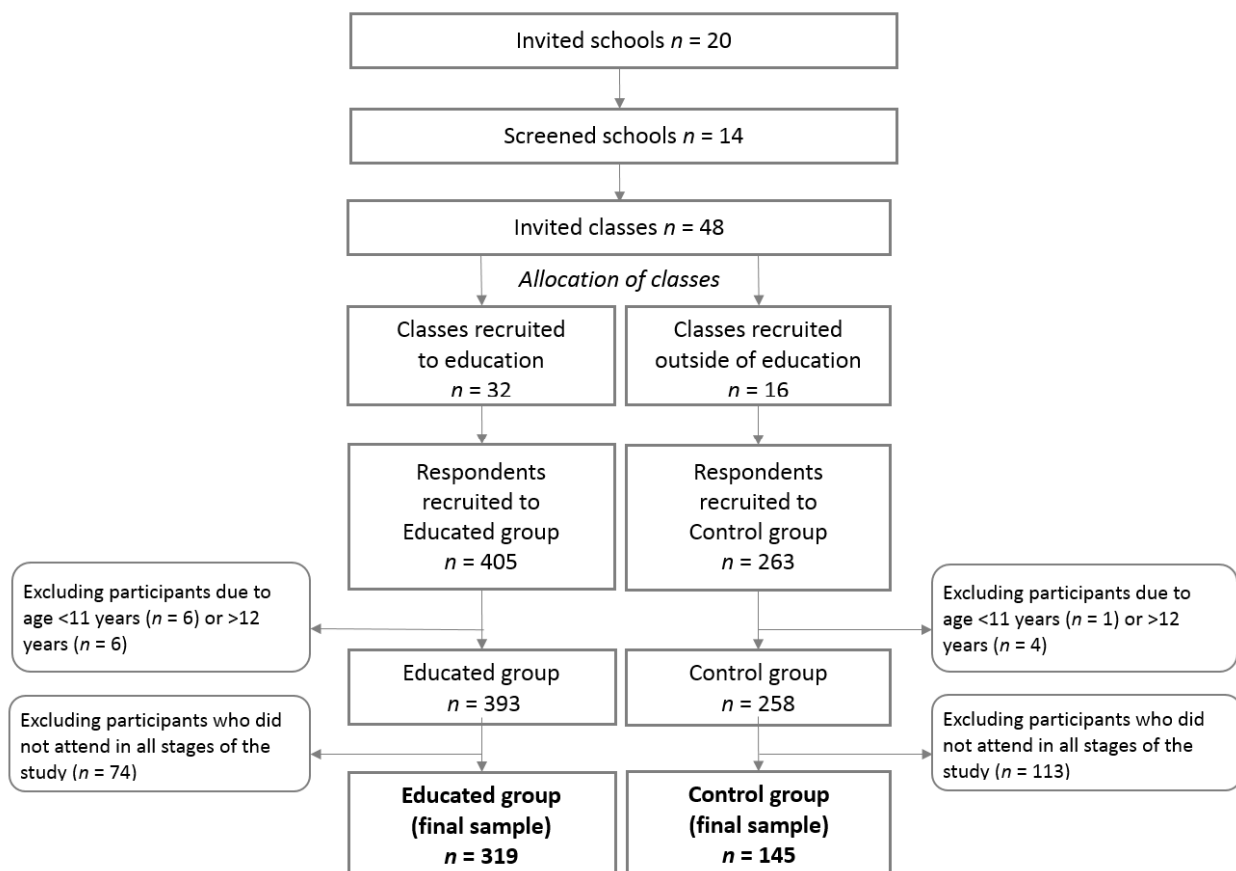 Invited schools n = 20
Screened schools n = 14
Invited classes n = 48
Allocation of classes
Classes recruited
to education
n = 32
Classes recruited
outside of education
n = 16
Respondents
recruited to
Educated group
n = 405
Respondents
recruited to
Control group
n = 263
Excluding participants due to
age <11 years (n = 6) or >12
years (n = 6)
Excluding participants due to
age <11 years (n = 1) or >12
years (n = 4)
Educated group
n = 393
Control group
n = 258
Excluding participants who did
not attend in all stages of the
study (n = 74)
Excluding participants who did
not attend in all stages of the
study (n = 113)
Educated group
(final sample)
n = 319
Control group
(final sample)
n = 145